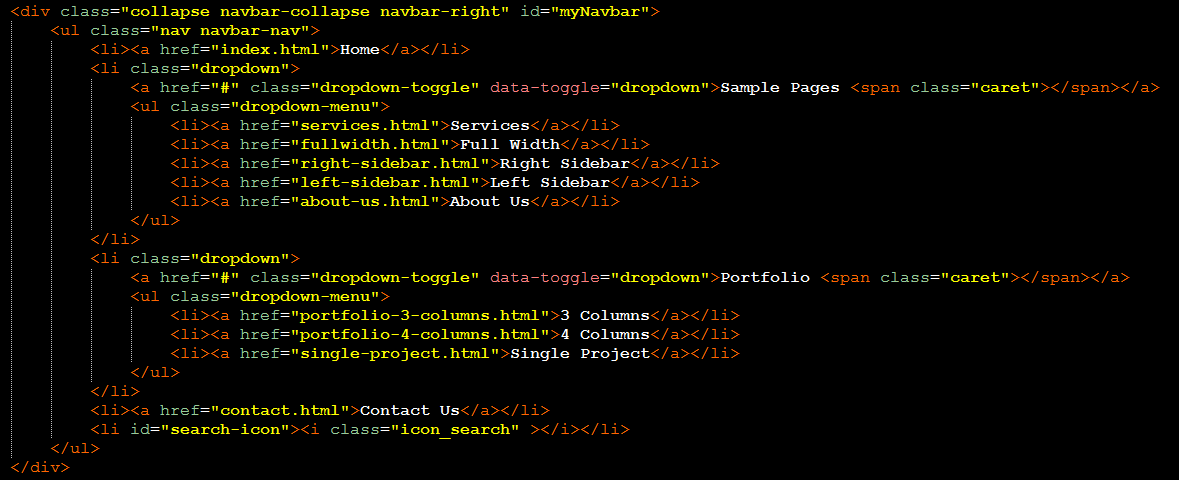 <div class="collapse navbar-collapse navbar-right" id="myNavbar">
    <ul class="nav navbar-nav">
        <li><a href="index.html">Home</a></li>
        <li class="dropdown">
            <a href="#" class="dropdown-toggle" data-toggle="dropdown">Sample Pages <span class="caret"></span></a>
            <ul class="dropdown-menu">
                <li><a href="services.html">Services</a></li>
                <li><a href="fullwidth.html">Full Width</a></li>
                <li><a href="right-sidebar.html">Right Sidebar</a></li>
                <li><a href="left-sidebar.html">Left Sidebar</a></li>
                <li><a href="about-us.html">About Us</a></li>
            </ul>
        </li>
        <li class="dropdown">
            <a href="#" class="dropdown-toggle" data-toggle="dropdown">Portfolio <span class="caret"></span></a>
            <ul class="dropdown-menu">
                <li><a href="portfolio-3-columns.html">3 Columns</a></li>
                <li><a href="portfolio-4-columns.html">4 Columns</a></li>
                <li><a href="single-project.html">Single Project</a></li>
            </ul>
        </li>
        <li><a href="contact.html">Contact Us</a></li>
        <li id="search-icon"><i class="icon_search" ></i></li>
    </ul>
</div>